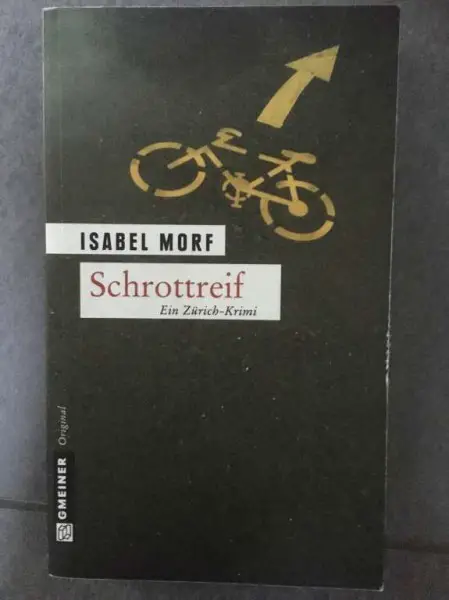 ISABEL MORF
Schrottreif
Ein Zürich-Krimi
GMEINER Original